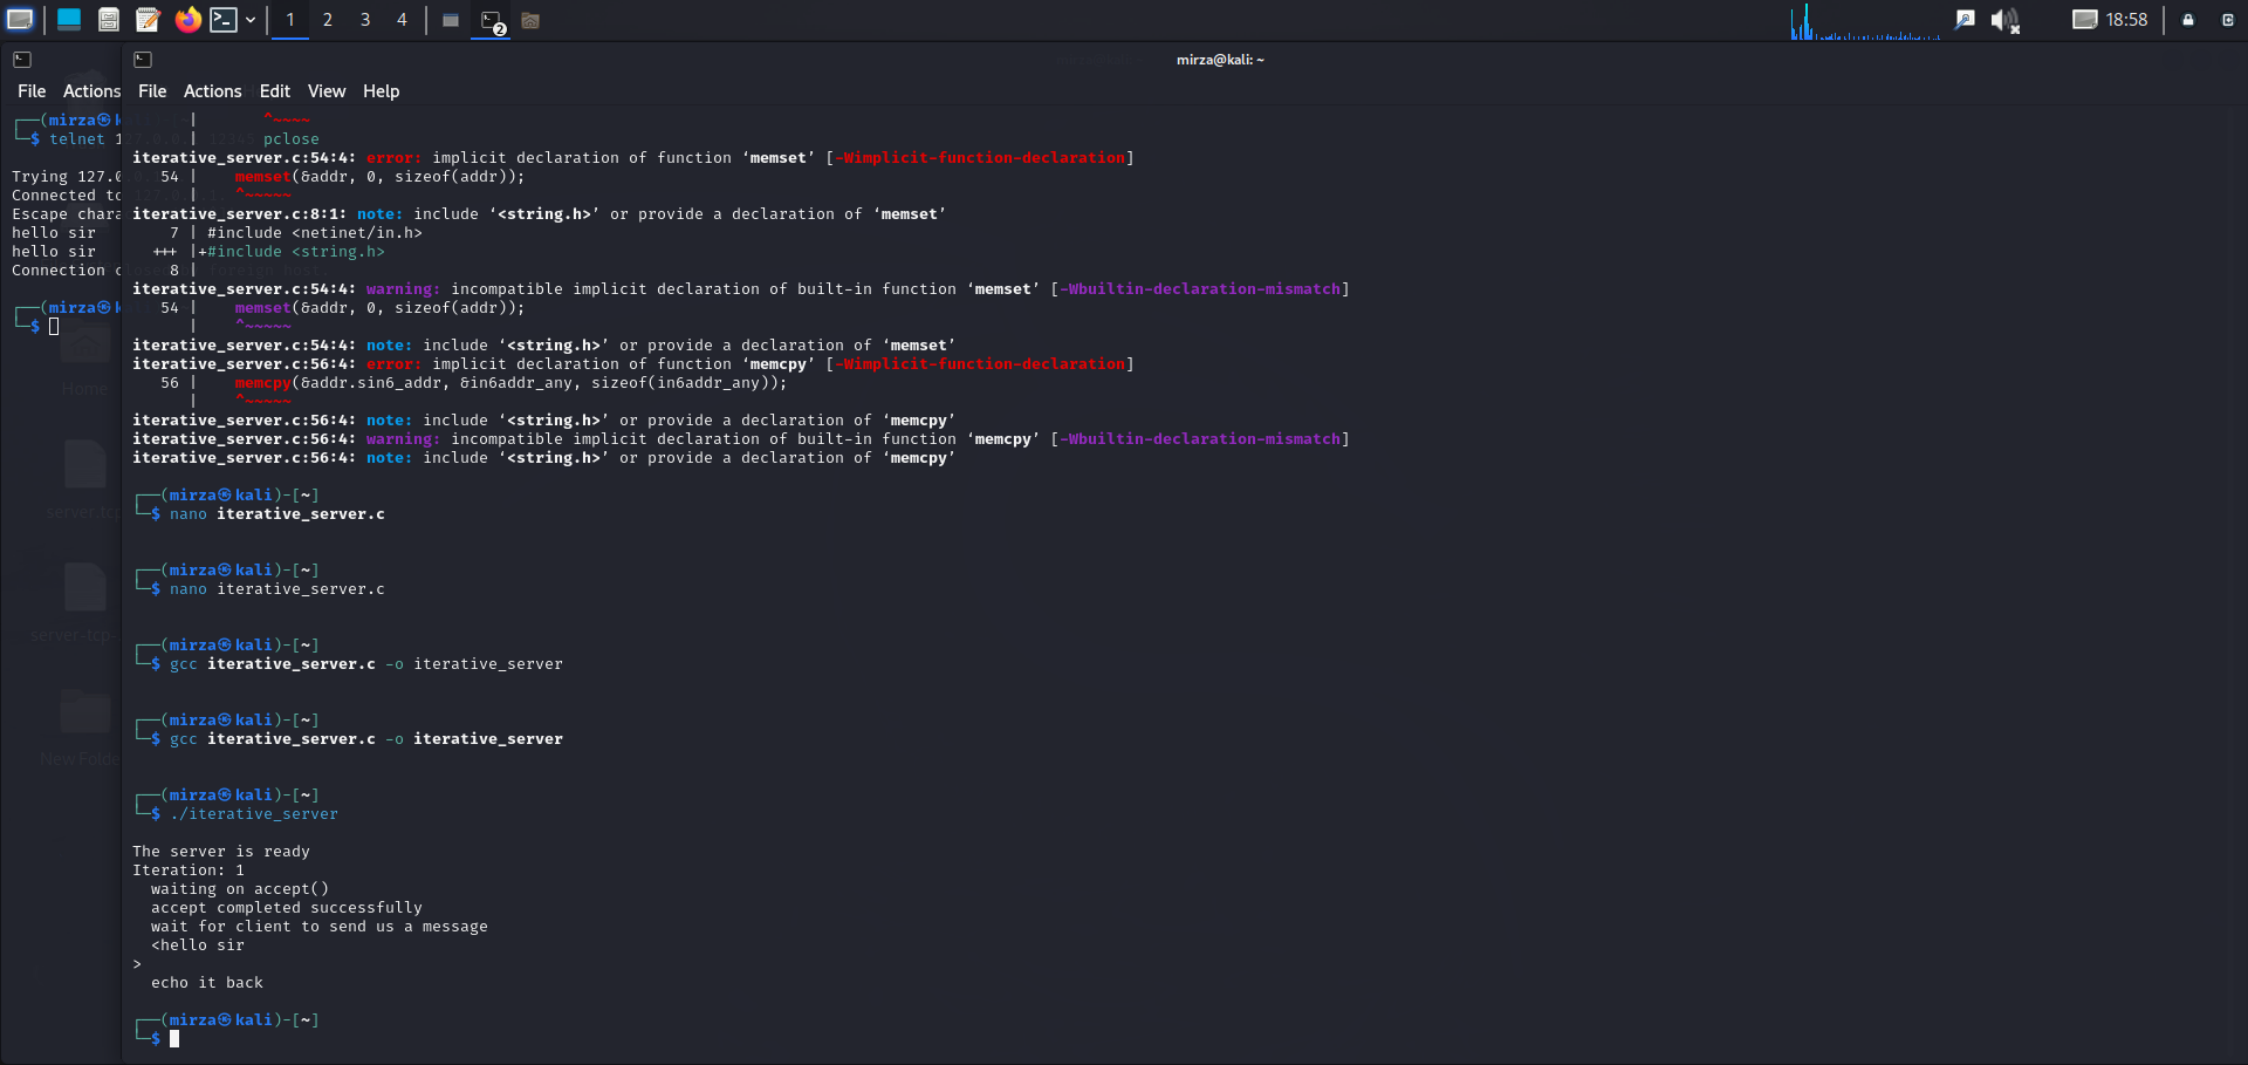 1 2 3 4 2 18:58
mirza@kali: ~
File Actions
File Actions Edit View Help
(mirza㉿k
$ telnet 1
Trying 127.0
Connected to
Escape chara
hello sir
hello sir
Connection c
(mirza㉿k
$
Home
server.tcp
server-tcp-
New Folde
| ^~~~~
| pclose
iterative_server.c:54:4: error: implicit declaration of function ‘memset’ [-Wimplicit-function-declaration]
54 | memset(&addr, 0, sizeof(addr));
| ^~~~~~
iterative_server.c:8:1: note: include ‘<string.h>’ or provide a declaration of ‘memset’
7 | #include <netinet/in.h>
+++ |+#include <string.h>
8 |
iterative_server.c:54:4: warning: incompatible implicit declaration of built-in function ‘memset’ [-Wbuiltin-declaration-mismatch]
54 | memset(&addr, 0, sizeof(addr));
| ^~~~~~
iterative_server.c:54:4: note: include ‘<string.h>’ or provide a declaration of ‘memset’
iterative_server.c:56:4: error: implicit declaration of function ‘memcpy’ [-Wimplicit-function-declaration]
56 | memcpy(&addr.sin6_addr, &in6addr_any, sizeof(in6addr_any));
| ^~~~~~
iterative_server.c:56:4: note: include ‘<string.h>’ or provide a declaration of ‘memcpy’
iterative_server.c:56:4: warning: incompatible implicit declaration of built-in function ‘memcpy’ [-Wbuiltin-declaration-mismatch]
iterative_server.c:56:4: note: include ‘<string.h>’ or provide a declaration of ‘memcpy’
┌──(mirza㉿kali)-[~]
└─$ nano iterative_server.c
┌──(mirza㉿kali)-[~]
└─$ nano iterative_server.c
┌──(mirza㉿kali)-[~]
└─$ gcc iterative_server.c -o iterative_server
┌──(mirza㉿kali)-[~]
└─$ gcc iterative_server.c -o iterative_server
┌──(mirza㉿kali)-[~]
└─$ ./iterative_server
The server is ready
Iteration: 1
waiting on accept()
accept completed successfully
wait for client to send us a message
<hello sir
>
echo it back
┌──(mirza㉿kali)-[~]
└─$